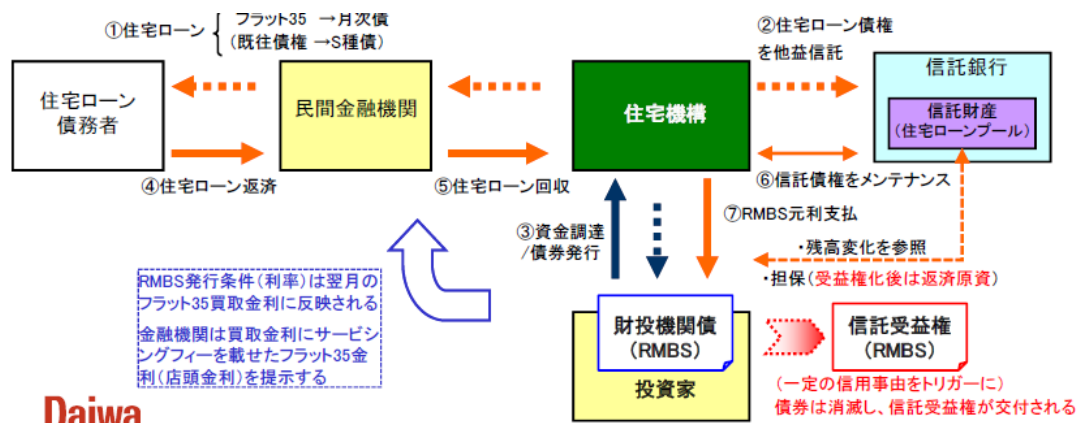 ①住宅ローン
フラット35 →月次債
(既往債権 →S種債)
②住宅ローン債権
を他益信託
住宅ローン
債務者
民間金融機関
住宅機構
信託銀行
信託財産
(住宅ローンプール)
④住宅ローン返済
⑤住宅ローン回収
⑥信託債権をメンテナンス
③資金調達
/債券発行
⑦RMBS元利支払
・残高変化を参照
・担保(受益権化後は返済原資)
RMBS発行条件(利率)は翌月の
フラット35買取金利に反映される
金融機関は買取金利にサービシ
ングフィーを載せたフラット35金
利(店頭金利)を提示する
財投機関債
(RMBS)
投資家
信託受益権
(RMBS)
(一定の信用事由をトリガーに)
債券は消滅し、信託受益権が交付される
Daiwa